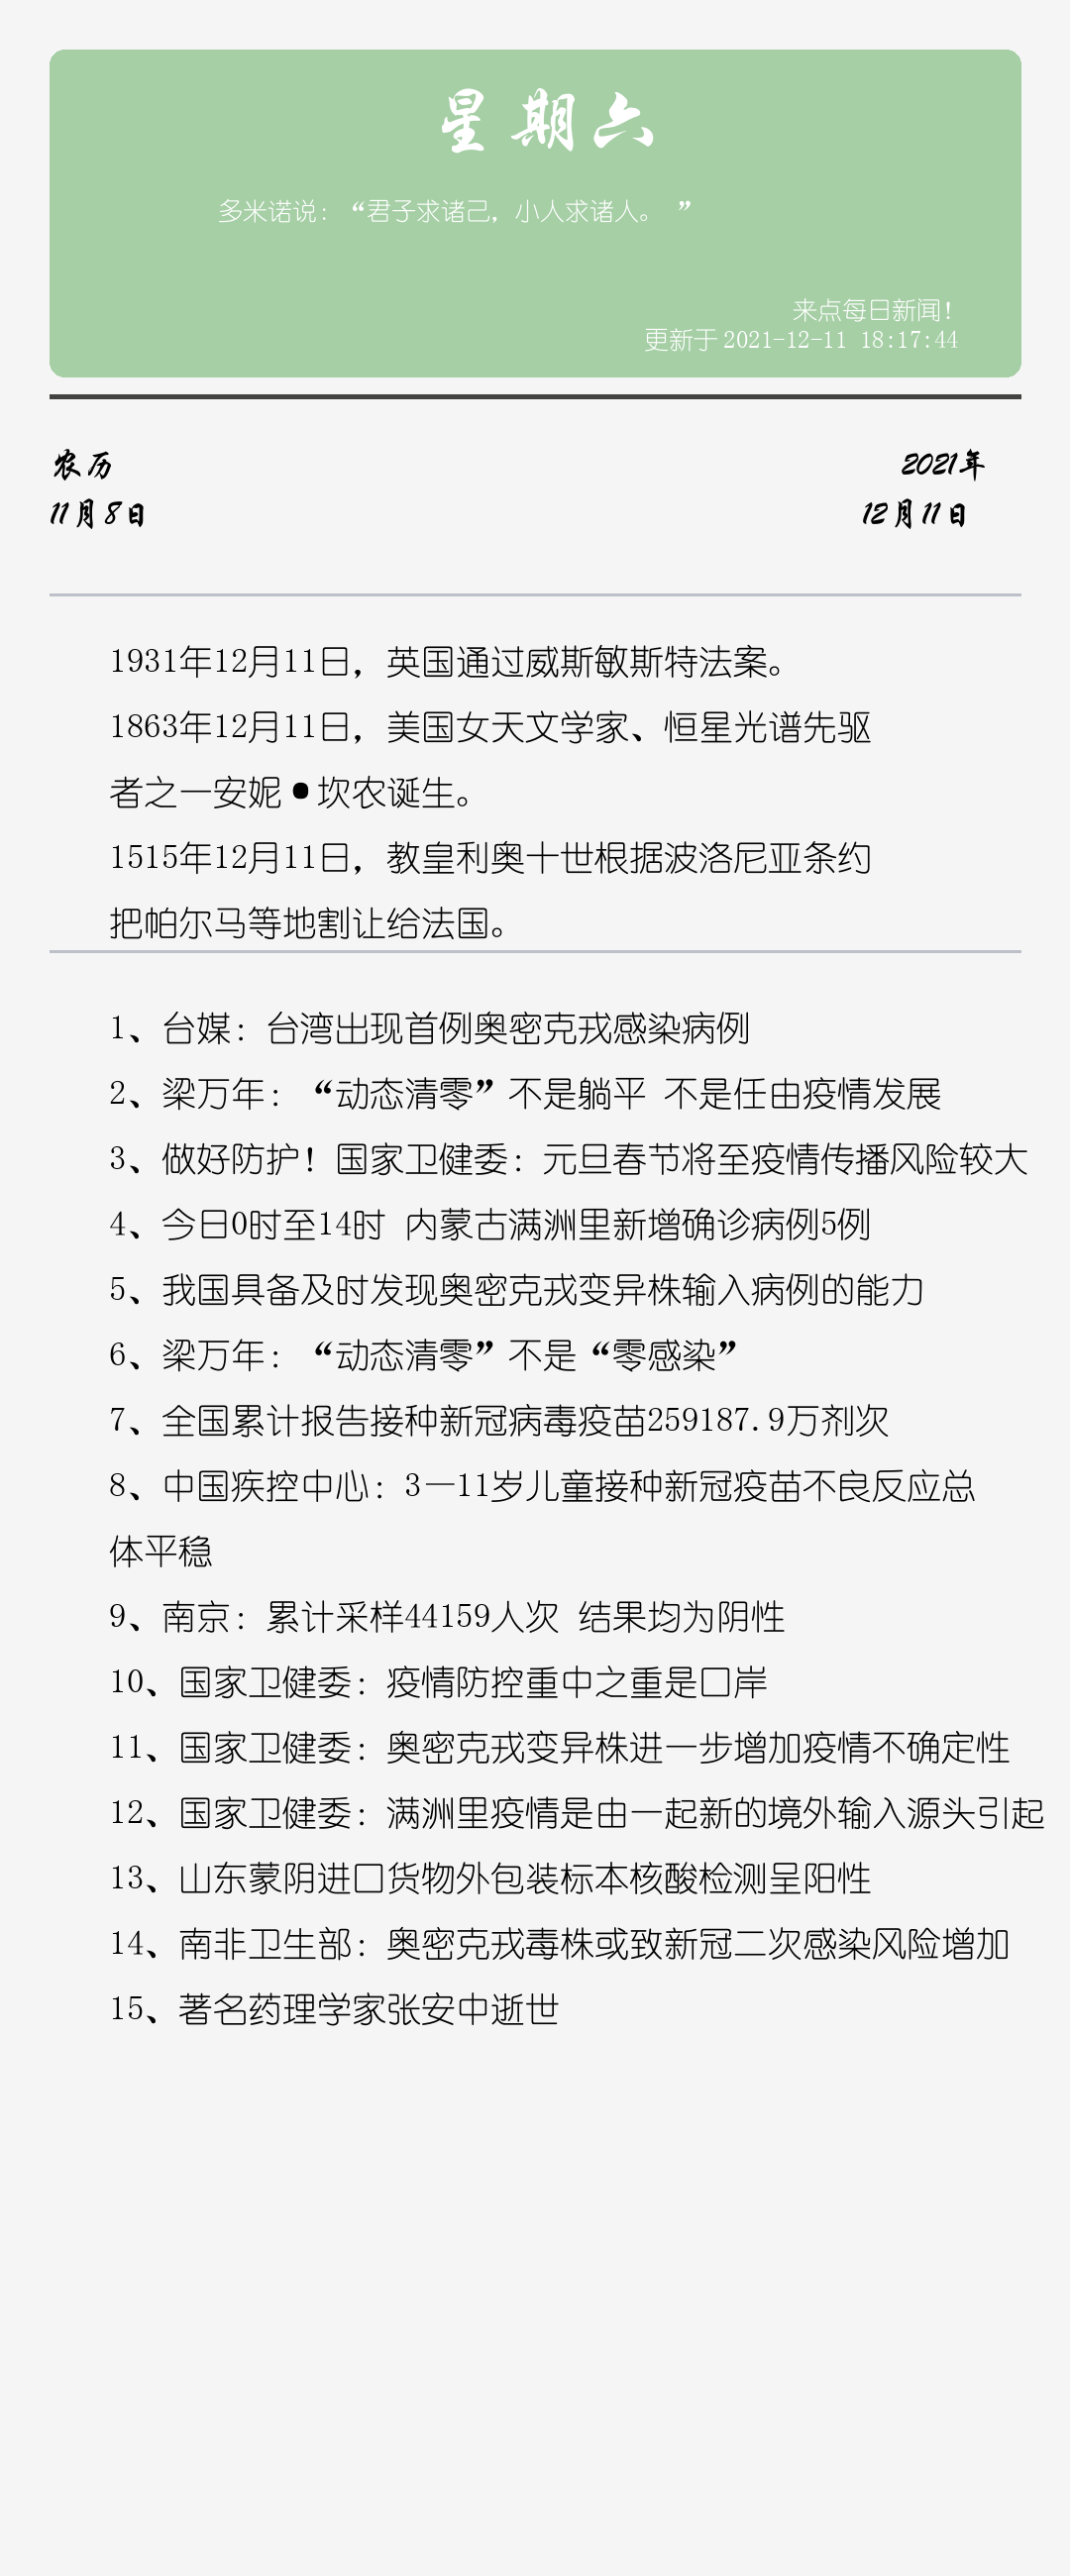 星期六
多米诺说：“君子求诸己，小人求诸人。 ”
来点每日新闻！
更新于 2021-12-11 18:17:44
农历
2021年
11月8日
12月11日
1931年12月11日，英国通过威斯敏斯特法案。
1863年12月11日，美国女天文学家、恒星光谱先驱
者之一安妮•坎农诞生。
1515年12月11日，教皇利奥十世根据波洛尼亚条约
把帕尔马等地割让给法国。
1、台媒：台湾出现首例奥密克戎感染病例
2、梁万年：“动态清零”不是躺平 不是任由疫情发展
3、做好防护！国家卫健委：元旦春节将至疫情传播风险较大
4、今日0时至14时 内蒙古满洲里新增确诊病例5例
5、我国具备及时发现奥密克戎变异株输入病例的能力
6、梁万年：“动态清零”不是“零感染”
7、全国累计报告接种新冠病毒疫苗259187.9万剂次
8、中国疾控中心：3—11岁儿童接种新冠疫苗不良反应总
体平稳
9、南京：累计采样44159人次 结果均为阴性
10、国家卫健委：疫情防控重中之重是口岸
11、国家卫健委：奥密克戎变异株进一步增加疫情不确定性
12、国家卫健委：满洲里疫情是由一起新的境外输入源头引起
13、山东蒙阴进口货物外包装标本核酸检测呈阳性
14、南非卫生部：奥密克戎毒株或致新冠二次感染风险增加
15、著名药理学家张安中逝世